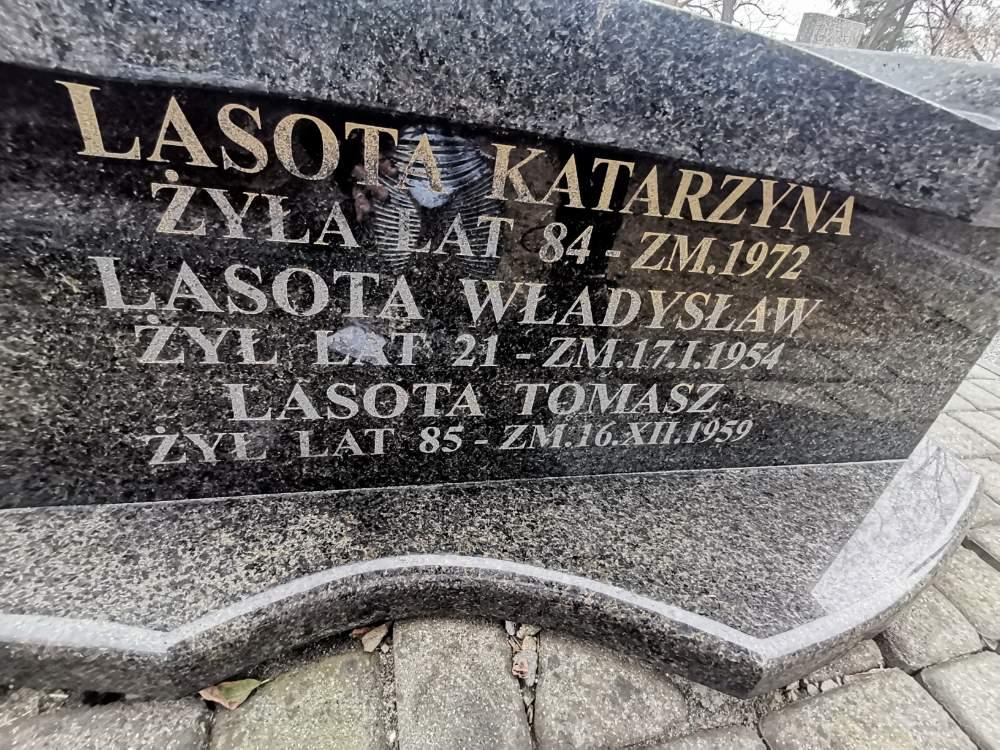 LASOTA KATARZYNA
ŻYŁA LAT 84 - ZM.1972
LASOTA WŁADYSŁAW
ŻYŁ LAT 21 - ZM.17.I.1954
LASOTA TOMASZ
ŻYŁ LAT 85 - ZM.16.XII.1959